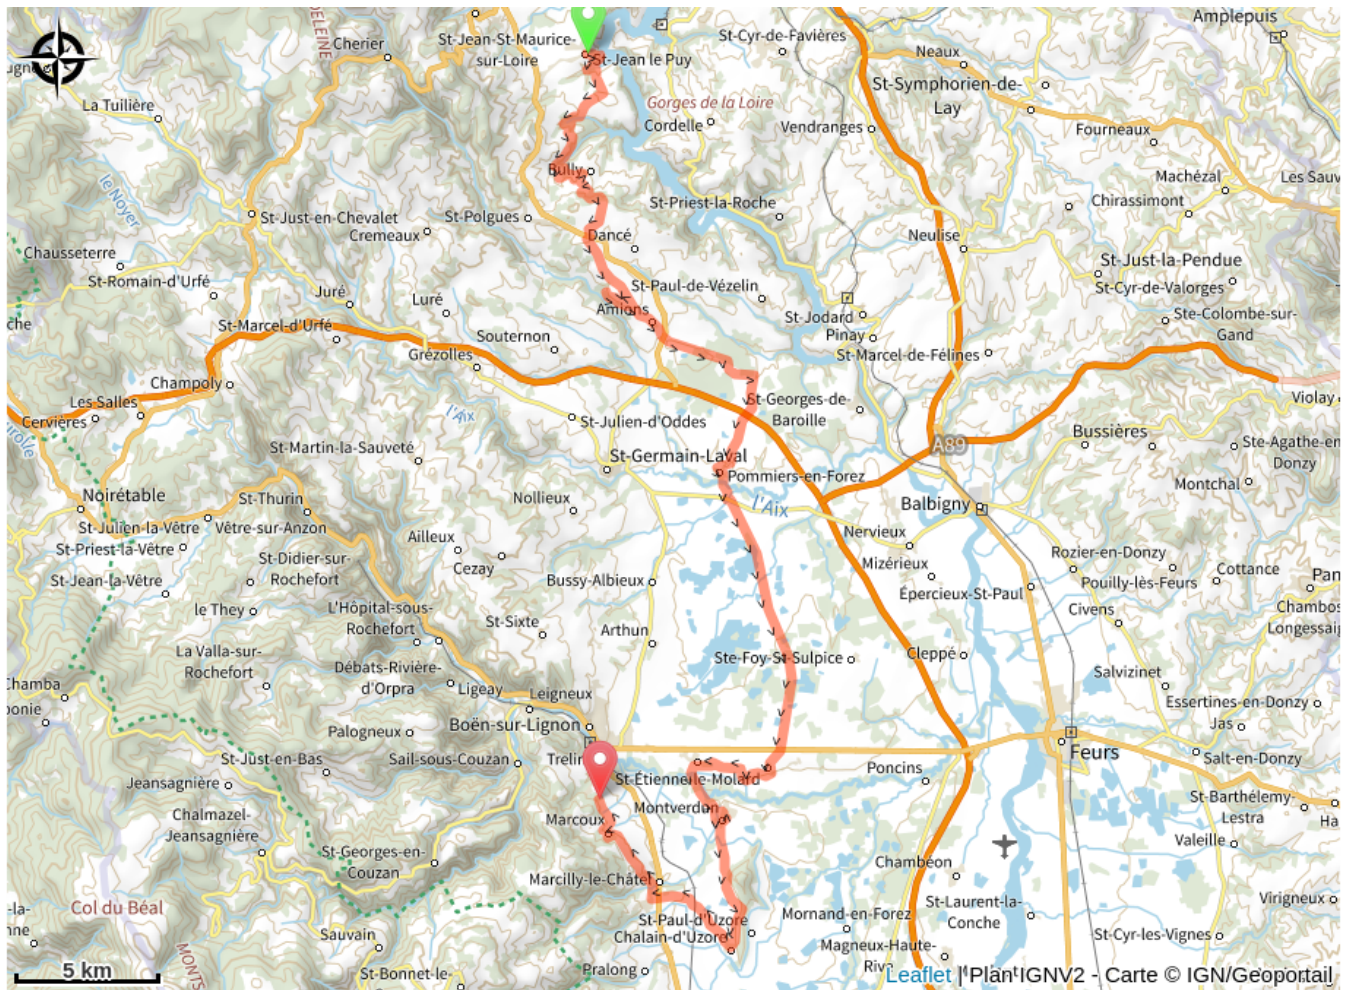 Amplepuis
St-Jean-St-Maurice-
sur-Loire
Cherier
DELEINE
St-Cyr-de-Favières
Neaux
St-Jean le Puy
La Tuilière
Gorges de la Loire
St-Symphorien-de-
Lay
Cordelle
Vendranges
Fourneaux
Bully
Machézal
Les Sauv
le Noyer
St-Priest-la-Roche
Chirassimont
St-Just-en-Chevalet
St-Polgues
Cremeaux
Dancé
Neulise
Chausseterre
St-Just-la-Pendue
St-Romain-d'Urfé
Juré
Luré
St-Paul-de-Vézelin
St-Cyr-de-Valorges
che
Amions
St-Jodard
Ste-Colombe-sur-
Gand
St-Marcel-d'Urfé
Souternon
Pinay
Grézolles
St-Marcel-de-Félines
Champoly
Les Salles
St-Georges-de-
Baroille
Violay
Cervières
l'Aix
St-Julien-d'Oddes
Bussières
A89
Ste-Agathe-en
Donzy
St-Martin-la-Sauveté
St-Germain-Laval
Pommiers-en-Forez
Montchal
Noirétable
St-Thurin
Nollieux
l'Aix
Balbigny
St-Julien-la-Vêtre
Vêtre-sur-Anzon
Nervieux
St-Priest-la-Vêtre
Ailleux
Rozier-en-Donzy
St-Didier-sur-
Rochefort
Cezay
Mizérieux
Cottance
St-Jean-la-Vêtre
Bussy-Albieux
Pouilly-lès-Feurs
Pan
Épercieux-St-Paul
le They
L'Hôpital-sous-
Rochefort
St-Sixte
Arthun
Civens
Chambos
Longessaig
La Valla-sur-
Rochefort
Ste-Foy-St-Sulpice
Cleppé
Débats-Rivière-
d'Orpra
Salvizinet
Chamba
Ligeay
Leigneux
Essertines-en-Donzy
Jas
Boën-sur-Lignon
Palogneux
Feurs
St-Just-en-Bas
Sail-sous-Couzan
Trelin
Salt-en-Donzy
Poncins
Jeansagnière
St-Étienne-le-Molard
St-Barthélemy-
Lestra
Chalmazel-
Jeansagnière
Marcoux
Montverdun
Ha
Valeille
St-Georges-en-
Couzan
Chambéon
Marcilly-le-Châtel
Virigneux
Col du Béal
St-Paul-d'Uzore
Mornand-en-Forez
St-Laurent-la-
Conche
Sauvain
Chalain-d'Uzore
St-Cyr-les-Vignes
MONTS
St-Bonnet-le-
Pralong
Magneux-Haute-
5 km
Leaflet | Plan IGNV2 - Carte © IGN/Geoportail